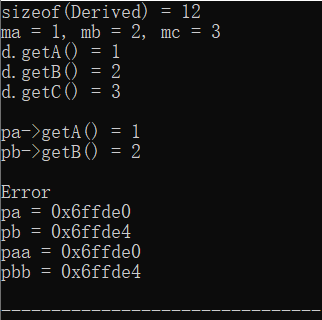 sizeof(Derived) = 12
ma = 1, mb = 2, mc = 3
d.getA() = 1
d.getB() = 2
d.getC() = 3
pa->getA() = 1
pb->getB() = 2
Error
pa = 0x6ffde0
pb = 0x6ffde4
paa = 0x6ffde0
pbb = 0x6ffde4
--------------------------------